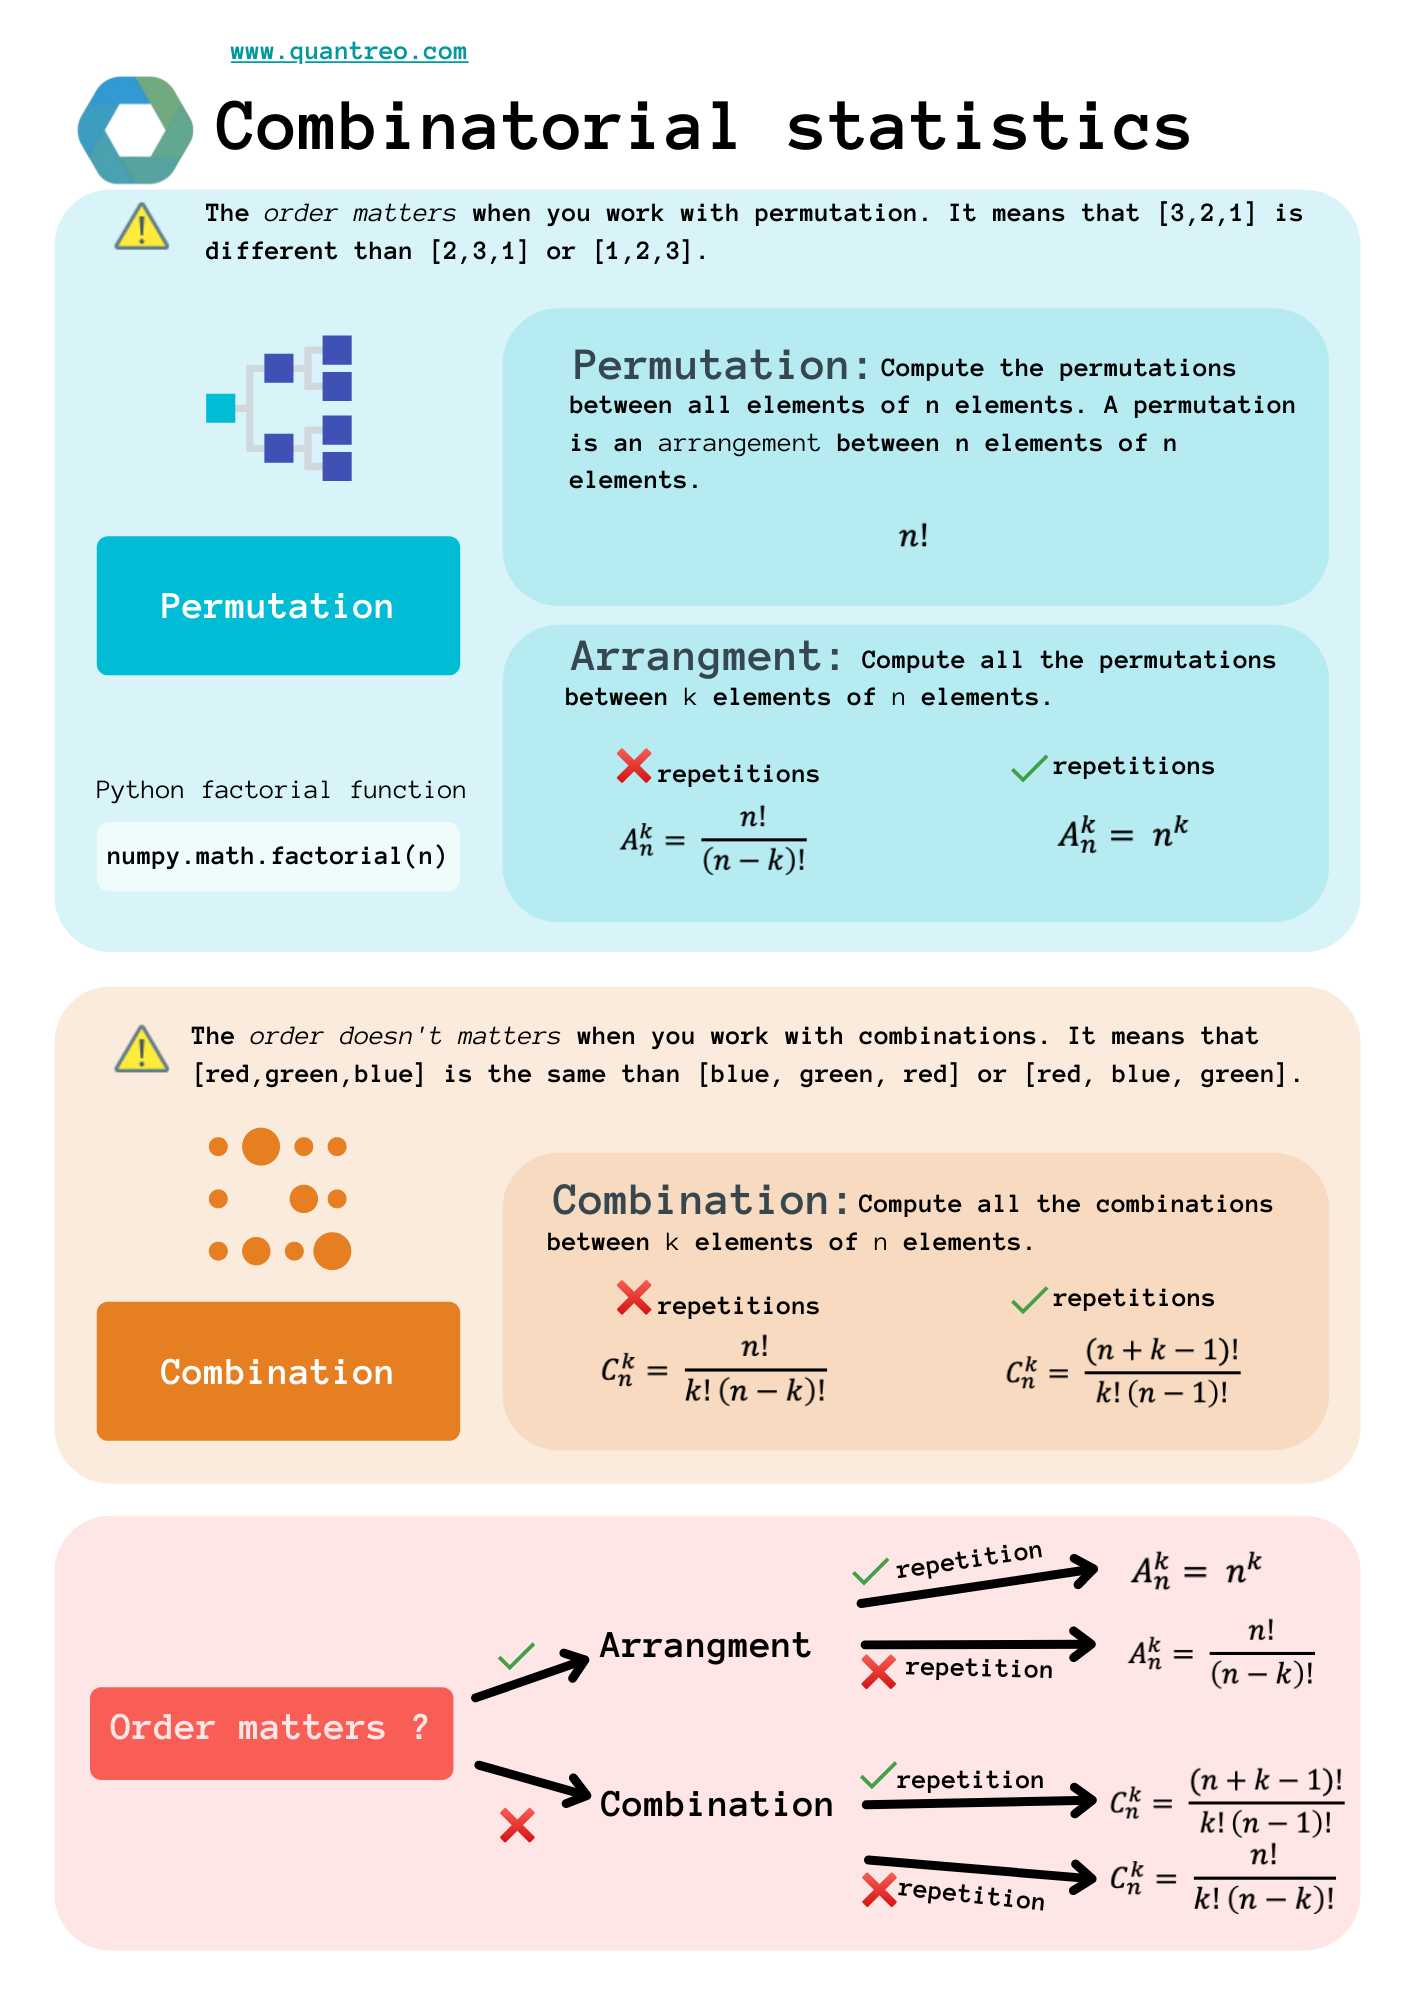 www.quantreo.com
Combinatorial statistics
The order matters when you work with permutation. It means that [3,2,1] is
different than [2,3,1] or [1,2,3].
Permutation: Compute the permutations
between all elements of n elements. A permutation
is an arrangement between n elements of n
elements.
n!
Permutation
Arrangment: Compute all the permutations
between k elements of n elements.
❌ repetitions
A_n^k = n! / (n − k)!
✓ repetitions
A_n^k = n^k
Python factorial function
numpy.math.factorial(n)
The order doesn't matters when you work with combinations. It means that
[red,green,blue] is the same than [blue, green, red] or [red, blue, green].
Combination: Compute all the combinations
between k elements of n elements.
❌ repetitions
C_n^k = n! / k! (n − k)!
✓ repetitions
C_n^k = (n + k − 1)! / k! (n − 1)!
Combination
Order matters ?
✓
Arrangment
✓ repetition
A_n^k = n^k
❌ repetition
A_n^k = n! / (n − k)!
❌
Combination
✓ repetition
C_n^k = (n + k − 1)! / k! (n − 1)!
❌ repetition
C_n^k = n! / k! (n − k)!